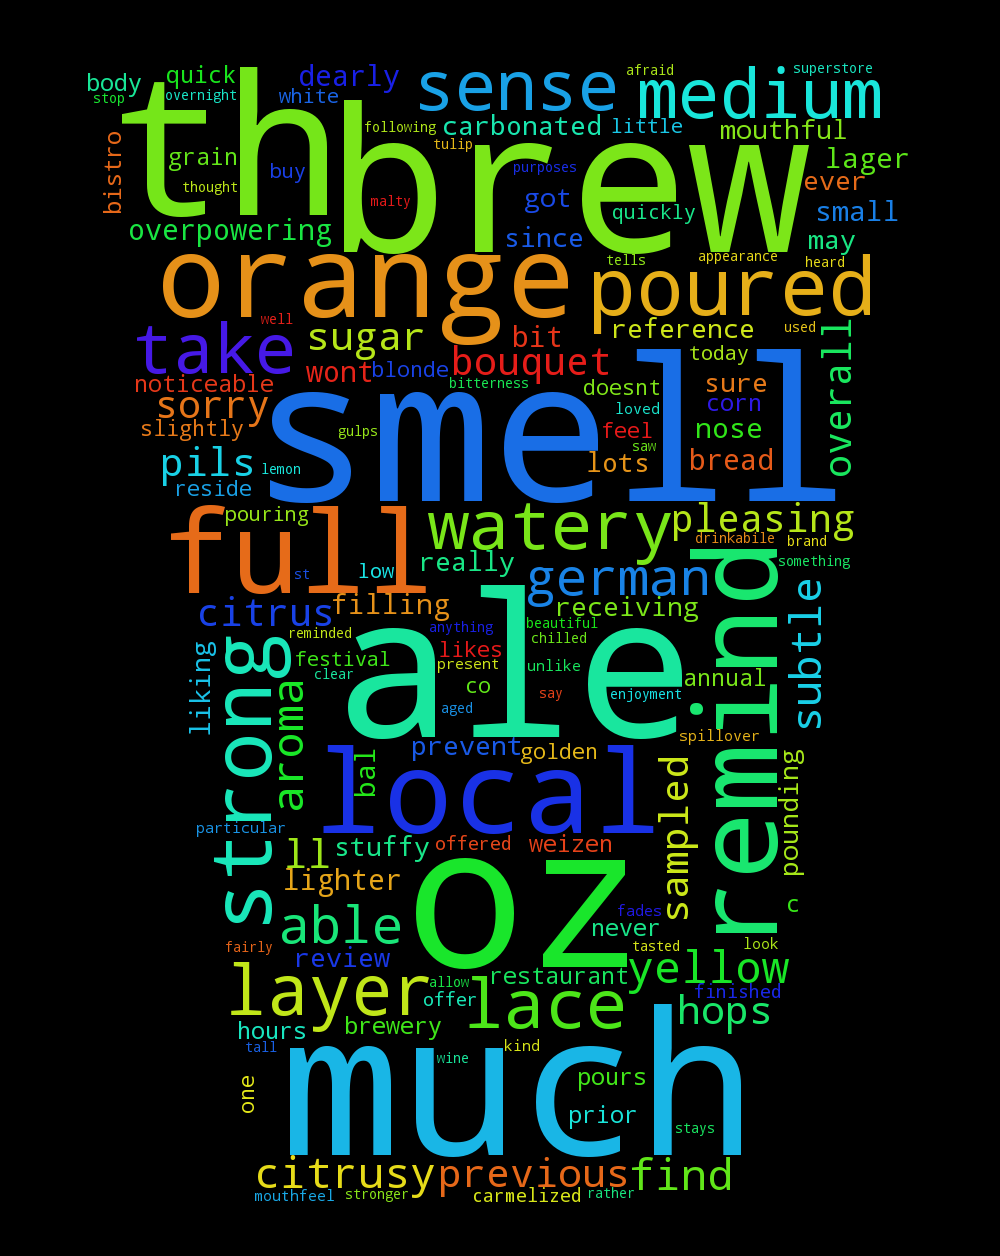 body
quick
dearly
sense
afraid
superstore
stop
overnight
white
medium
th
brew
following
carbonated
little
mouthful
bistro
grain
tulip
lager
thought
buy
malty
purposes
got
ever
quickly
small
overpowering
since
may
orange
tells
appearance
heard
poured
well
take
sugar
bit
reference
used
overall
noticeable
wont
blonde
bouquet
today
bitterness
doesnt
sure
sorry
smell
loved
corn
slightly
gulps
feel
nose
saw
pils
lemon
lots
bread
reside
full
pouring
watery
pleasing
drinkabile
brand
st
low
really
german
something
remind
citrus
filling
receiving
subtle
reminded
ale
anything
beautiful
chilled
strong
liking
festival
likes
clear
present
unlike
aroma
co
say
enjoyment
annual
aged
spillover
bal
prevent
golden
local
sampled
pounding
particular
ll
stuffy
offered
weizen
lighter
oz
c
able
fades
never
fairly
review
tasted
look
layer
allow
restaurant
yellow
offer
lace
finished
hours
brewery
hops
tall
much
kind
wine
one
pours
prior
stays
citrusy
previous
find
mouthfeel
stronger
carmelized
rather